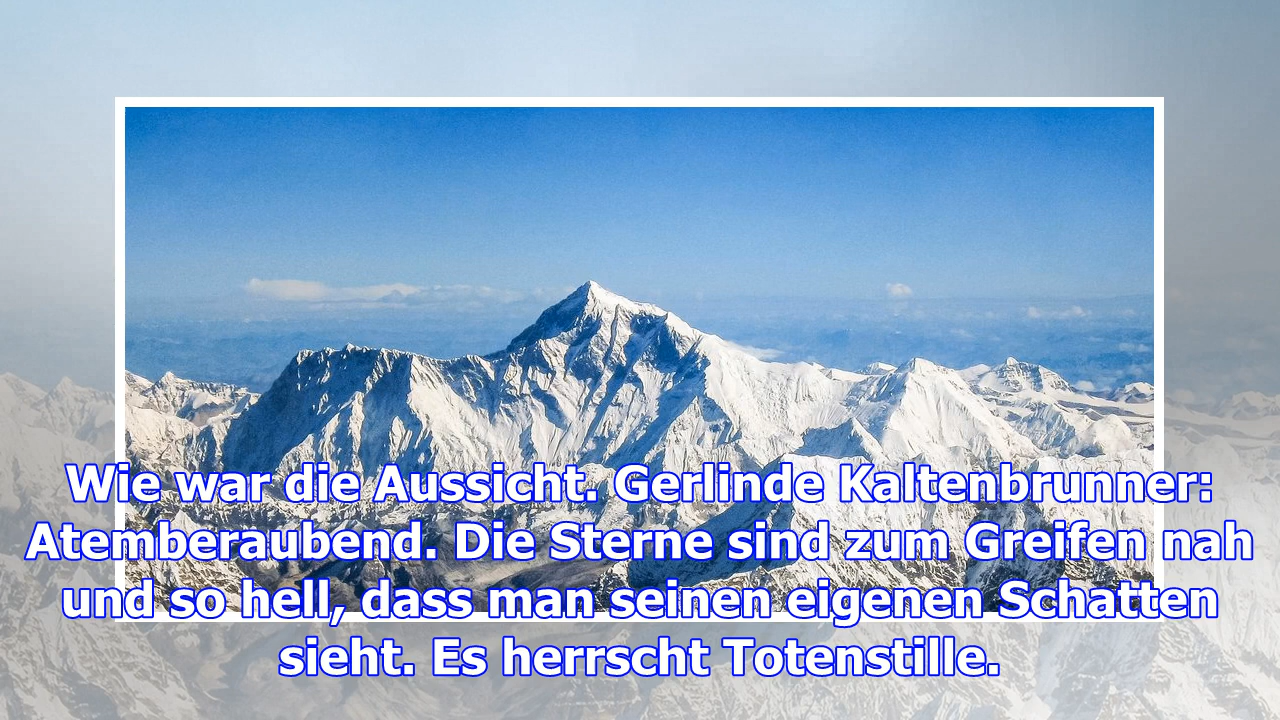 Wie war die Aussicht. Gerlinde Kaltenbrunner:
Atemberaubend. Die Sterne sind zum Greifen nah
und so hell, dass man seinen eigenen Schatten
sieht. Es herrscht Totenstille.